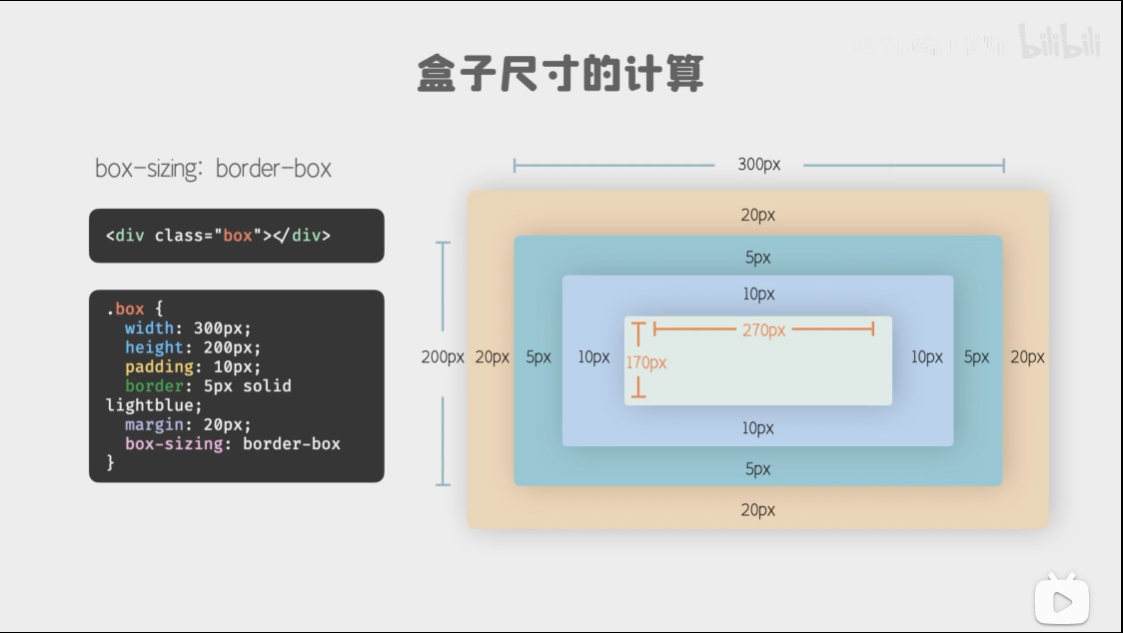 bilibili
盒子尺寸的计算
box-sizing: border-box
<div class="box"></div>
.box {
width: 300px;
height: 200px;
padding: 10px;
border: 5px solid
lightblue;
margin: 20px;
box-sizing: border-box
}
300px
20px
5px
10px
270px
200px 20px 5px 10px 170px 10px 5px 20px
10px
5px
20px